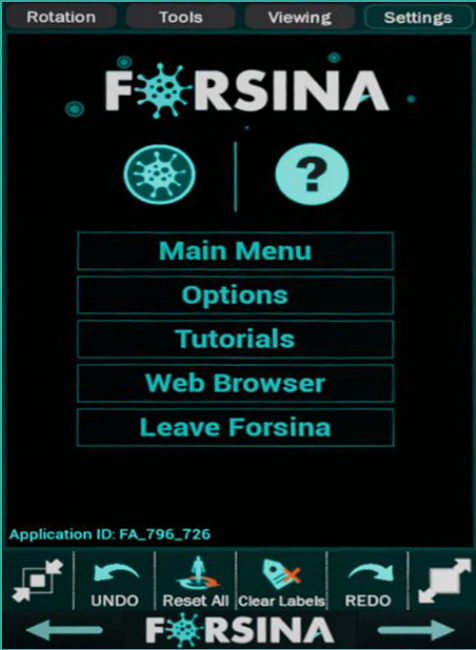 Rotation Tools Viewing Settings
FORSINA
?
Main Menu
Options
Tutorials
Web Browser
Leave Forsina
Application ID: FA_796_726
UNDO Reset All Clear Labels REDO
FORSINA